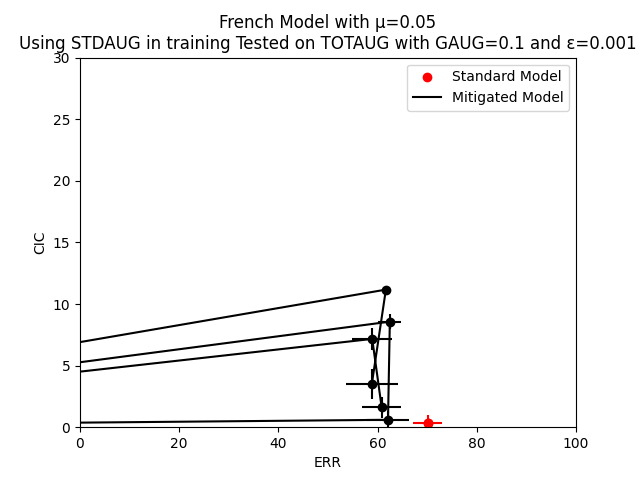 French Model with μ=0.05
Using STDAUG in training Tested on TOTAUG with GAUG=0.1 and ε=0.001
Standard Model
Mitigated Model
30
25
20
15
10
5
0
CIC
0 20 40 60 80 100
ERR